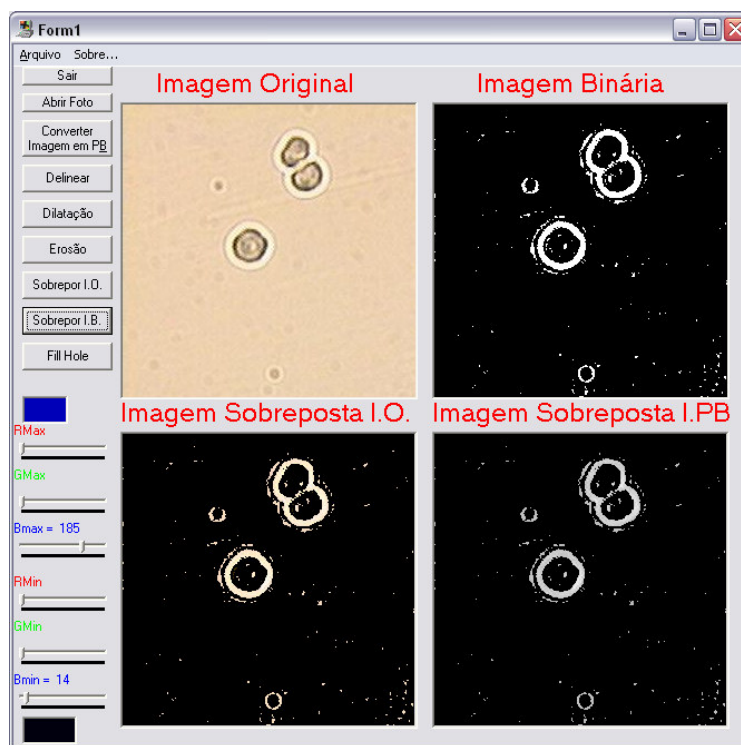 Form1
Arquivo Sobre...
Sair
Abrir Foto
Converter
Imagem em PB
Delinear
Dilatação
Erosão
Sobrepor I.O.
Sobrepor I.B.
Fill Hole
RMax
GMax
Bmax = 185
RMin
GMin
Bmin = 14
Imagem Original
Imagem Binária
Imagem Sobreposta I.O.
Imagem Sobreposta I.PB